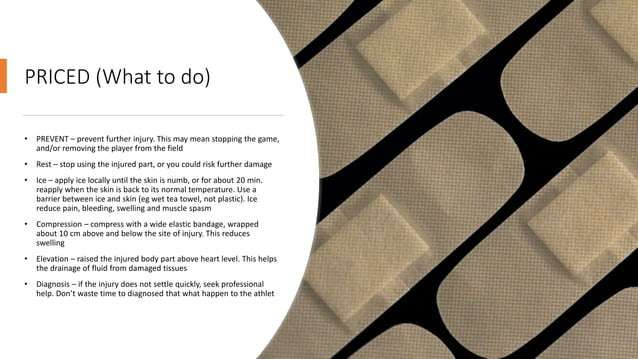 PRICED (What to do)
• PREVENT – prevent further injury. This may mean stopping the game,
and/or removing the player from the field
• Rest – stop using the injured part, or you could risk further damage
• Ice – apply ice locally until the skin is numb, or for about 20 min.
reapply when the skin is back to its normal temperature. Use a
barrier between ice and skin (eg wet tea towel, not plastic). Ice
reduce pain, bleeding, swelling and muscle spasm
• Compression – compress with a wide elastic bandage, wrapped
about 10 cm above and below the site of injury. This reduces
swelling
• Elevation – raised the injured body part above heart level. This helps
the drainage of fluid from damaged tissues
• Diagnosis – if the injury does not settle quickly, seek professional
help. Don't waste time to diagnosed that what happen to the athlet